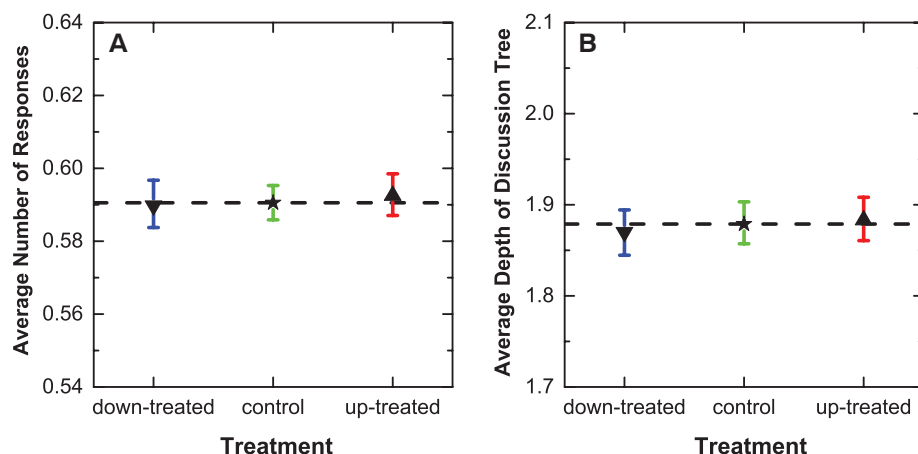 A
Average Number of Responses
0.64
0.62
0.60
0.58
0.56
0.54
down-treated control up-treated
Treatment
B
Average Depth of Discussion Tree
2.1
2.0
1.9
1.8
1.7
down-treated control up-treated
Treatment